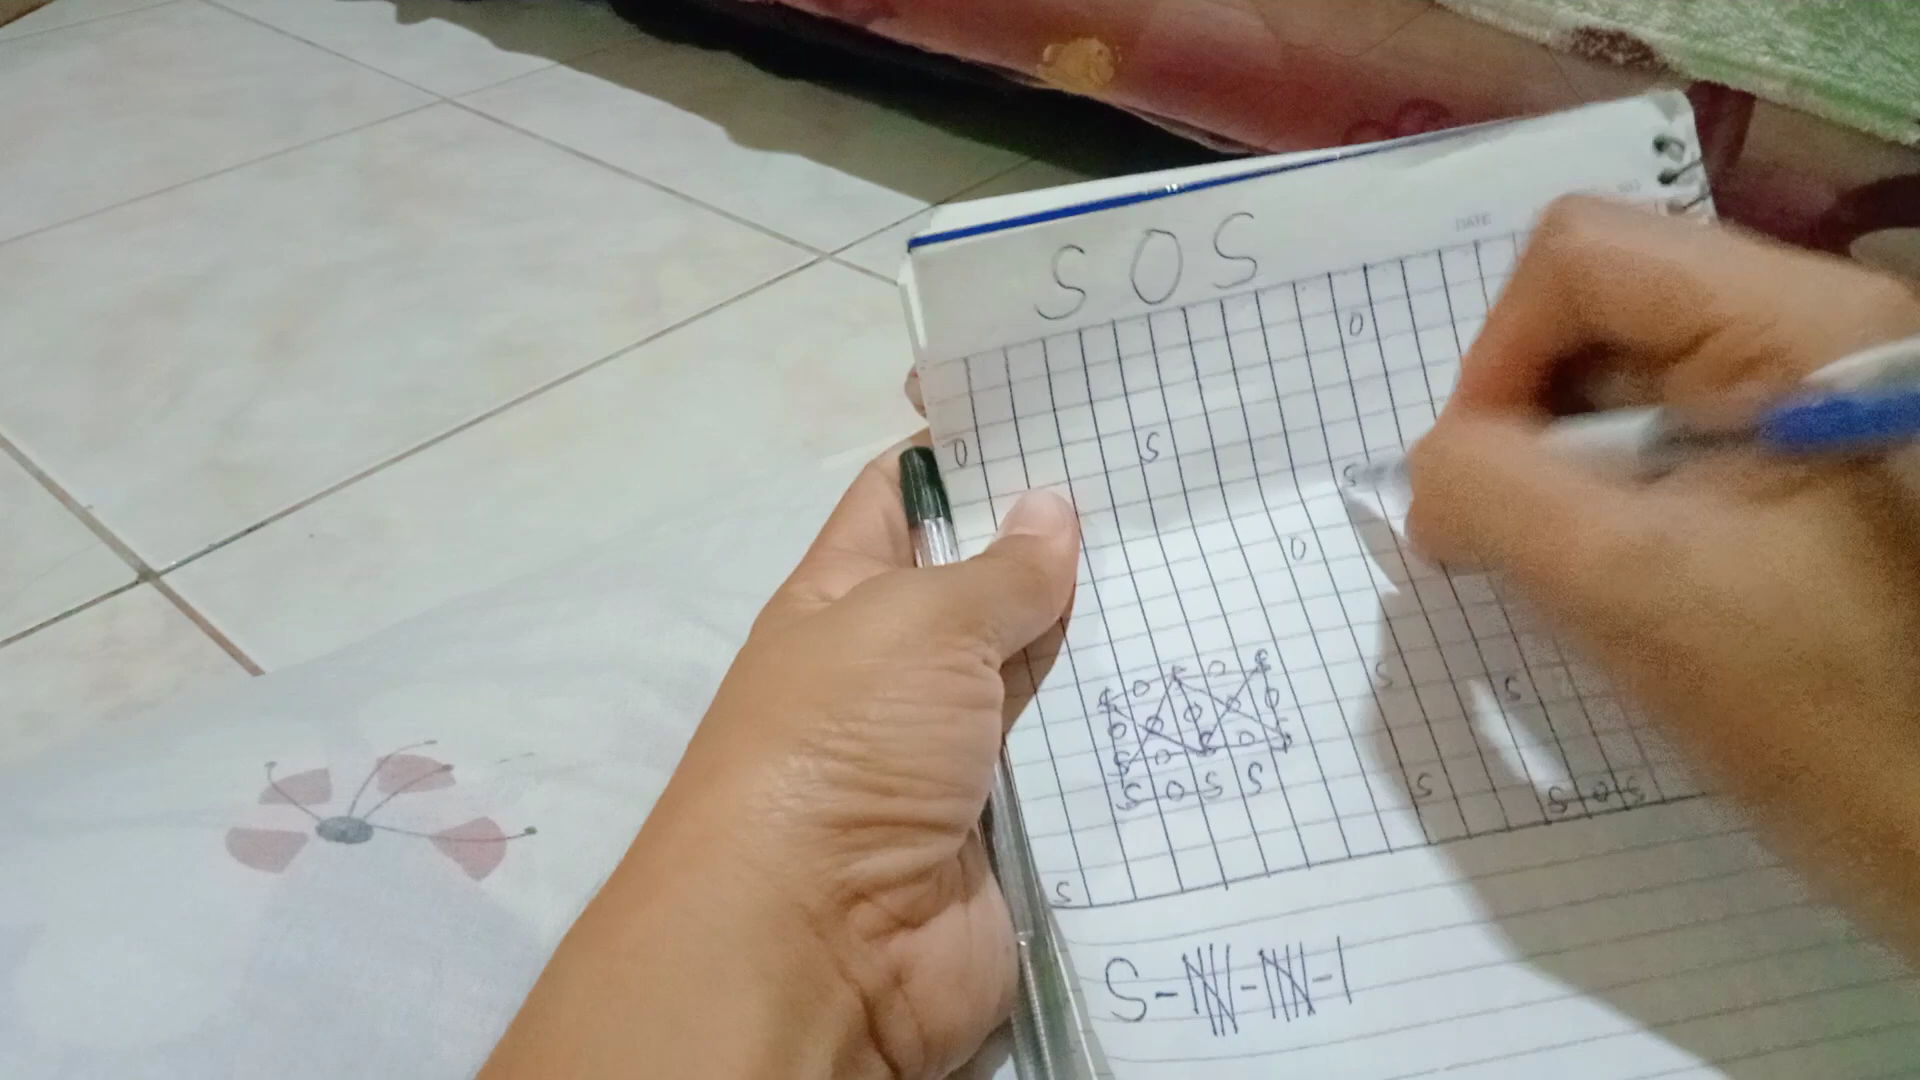 SOS
DATE
O
O S
S
O
S O S O S
O O O O O
S O S O S
S O S S
S S
S
S O S
S
S - 𝍸 - 𝍸 - |